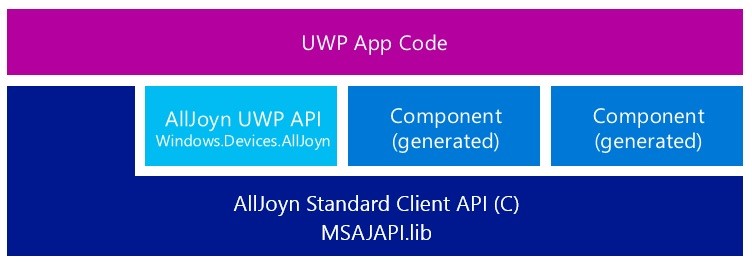 UWP App Code
AllJoyn UWP API
Windows.Devices.AllJoyn
Component
(generated)
Component
(generated)
AllJoyn Standard Client API (C)
MSAJAPI.lib